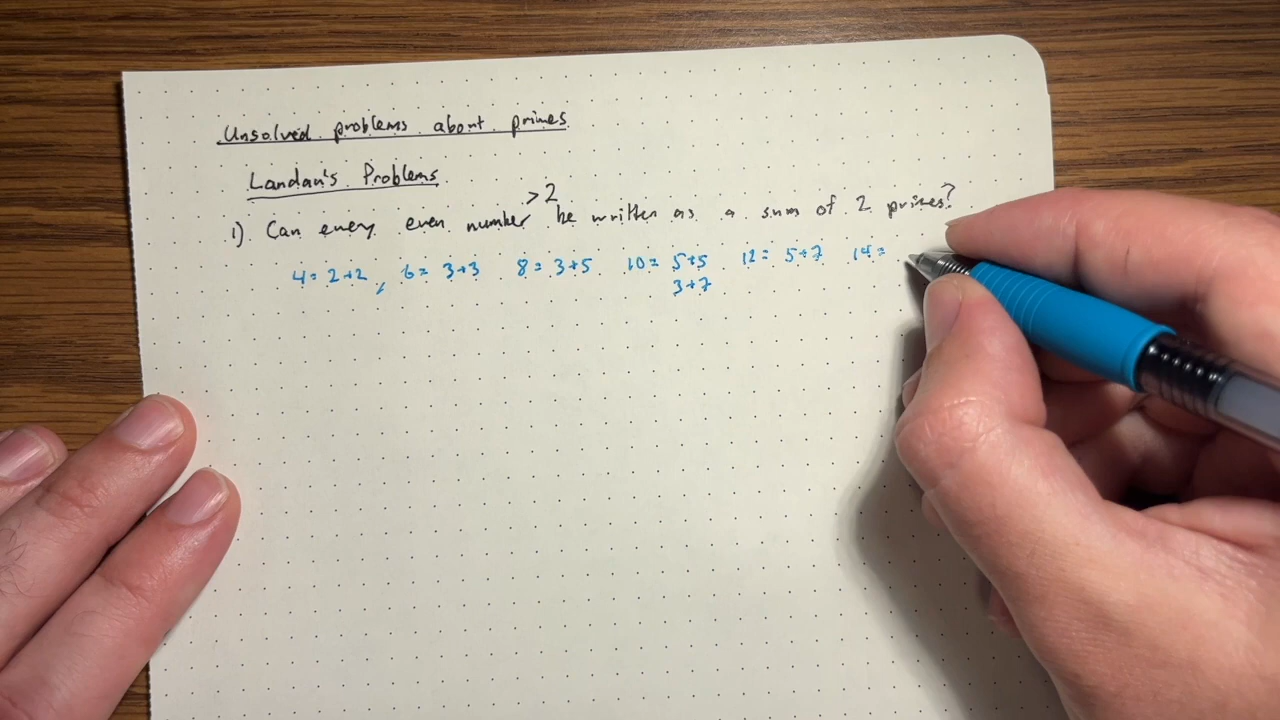 Unsolved problems about primes
Landau's Problems
>2
1) Can every even number be written as a sum of 2 primes?
4=2+2, 6=3+3 8=3+5 10=5+5 12=5+7 14=
3+7